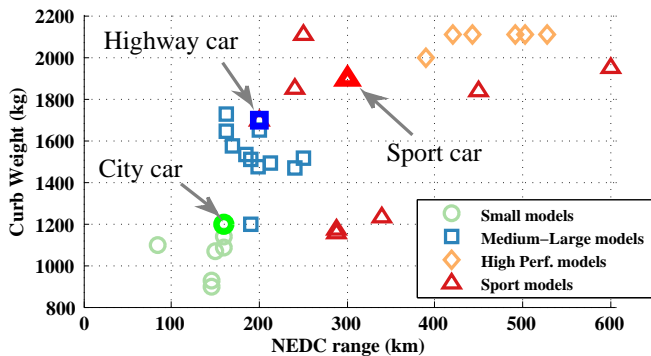 2200
2000
1800
1600
1400
1200
1000
800
Curb Weight (kg)
Highway car
Sport car
City car
Small models
Medium−Large models
High Perf. models
Sport models
0
100
200
300
400
500
600
NEDC range (km)